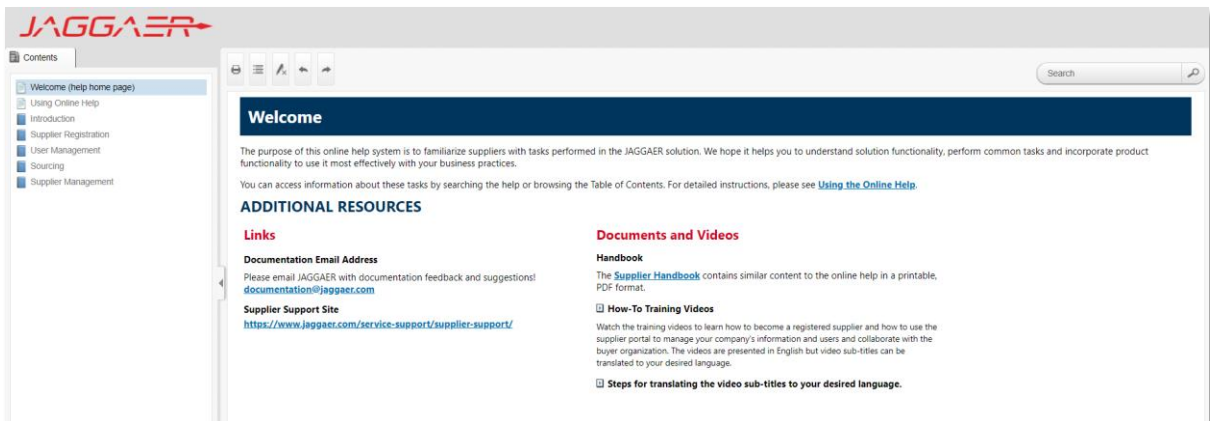 JAGGAER
Contents
Welcome (help home page)
Using Online Help
Introduction
Supplier Registration
User Management
Sourcing
Supplier Management
Search
Welcome
The purpose of this online help system is to familiarize suppliers with tasks performed in the JAGGAER solution. We hope it helps you to understand solution functionality, perform common tasks and incorporate product
functionality to use it most effectively with your business practices.
You can access information about these tasks by searching the help or browsing the Table of Contents. For detailed instructions, please see Using the Online Help.
ADDITIONAL RESOURCES
Links
Documentation Email Address
Please email JAGGAER with documentation feedback and suggestions!
documentation@jaggaer.com
Supplier Support Site
https://www.jaggaer.com/service-support/supplier-support/
Documents and Videos
Handbook
The Supplier Handbook contains similar content to the online help in a printable,
PDF format.
How-To Training Videos
Watch the training videos to learn how to become a registered supplier and how to use the
supplier portal to manage your company's information and users and collaborate with the
buyer organization. The videos are presented in English but video sub-titles can be
translated to your desired language.
Steps for translating the video sub-titles to your desired language.